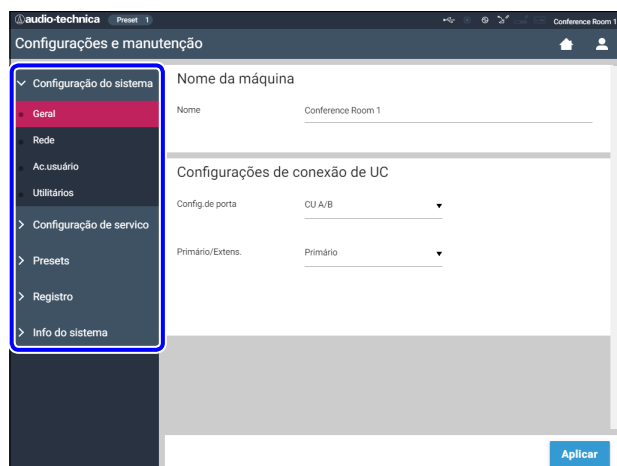 audio-technica Preset 1 Conference Room 1
Configurações e manutenção
Configuração do sistema
Geral
Rede
Ac.usuário
Utilitários
Configuração de servico
Presets
Registro
Info do sistema
Nome da máquina
Nome Conference Room 1
Configurações de conexão de UC
Config.de porta CU A/B
Primário/Extens. Primário
Aplicar